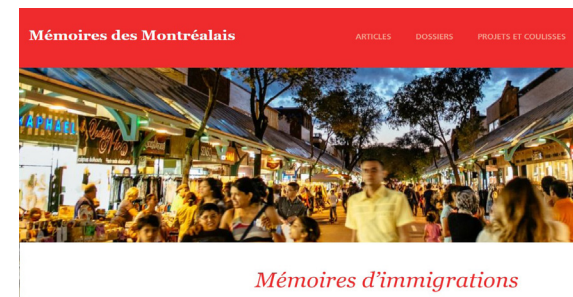 Mémoires des Montréalais
ARTICLES DOSSIERS PROJETS ET COULISSES
Mémoires d'immigrations